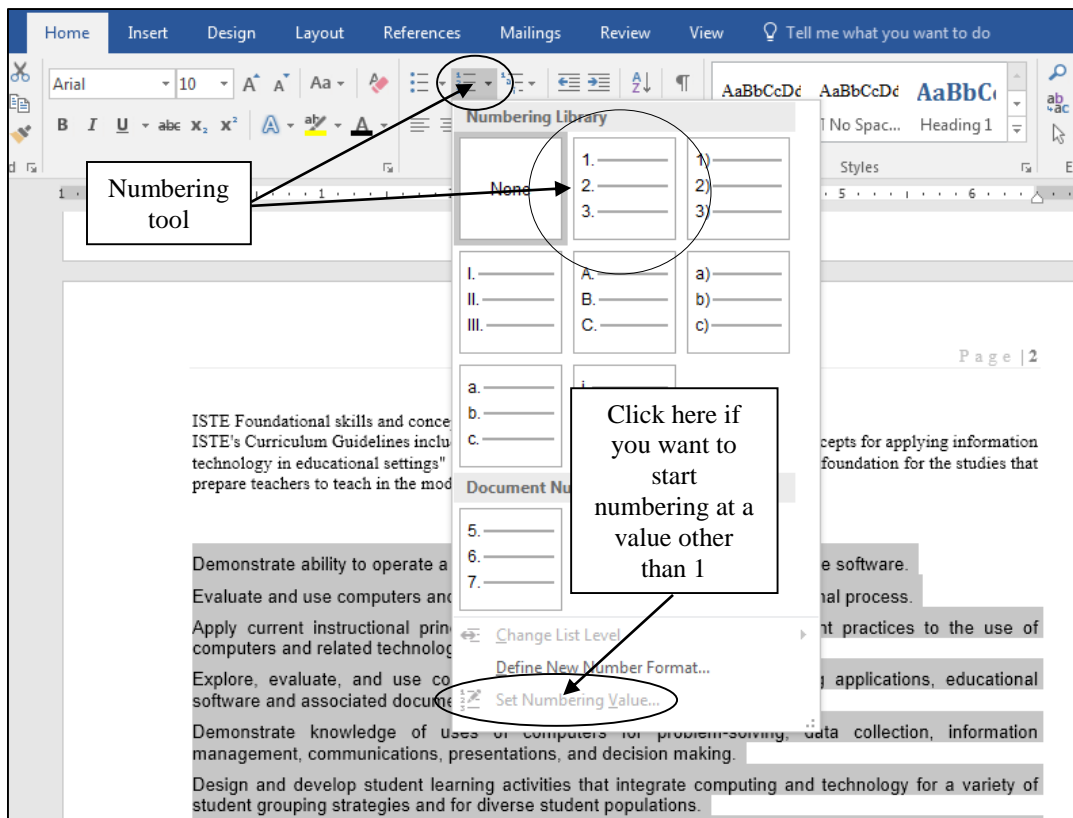 Home Insert Design Layout References Mailings Review View Tell me what you want to do
Arial 10 A A Aa A
B I U abc x₂ x² A ab A
AaBbCcDd AaBbCcDd AaBbC
1 No Spac... Heading 1
Styles
1 1 5 6
Numbering
tool
Numbering Library
None
1.
2.
3.
1)
2)
3)
I.
II.
III.
A.
B.
C.
a)
b)
c)
a.
b.
c.
i.
Document Nu
5.
6.
7.
Change List Level
Define New Number Format...
Set Numbering Value...
Click here if
you want to
start
numbering at a
value other
than 1
Page | 2
ISTE Foundational skills and conce
ISTE's Curriculum Guidelines inclu cepts for applying information
technology in educational settings" foundation for the studies that
prepare teachers to teach in the mod
Demonstrate ability to operate a e software.
Evaluate and use computers and nal process.
Apply current instructional prin nt practices to the use of
computers and related technolog
Explore, evaluate, and use co g applications, educational
software and associated docume
Demonstrate knowledge of uses of computers for problem-solving, data collection, information
management, communications, presentations, and decision making.
Design and develop student learning activities that integrate computing and technology for a variety of
student grouping strategies and for diverse student populations.